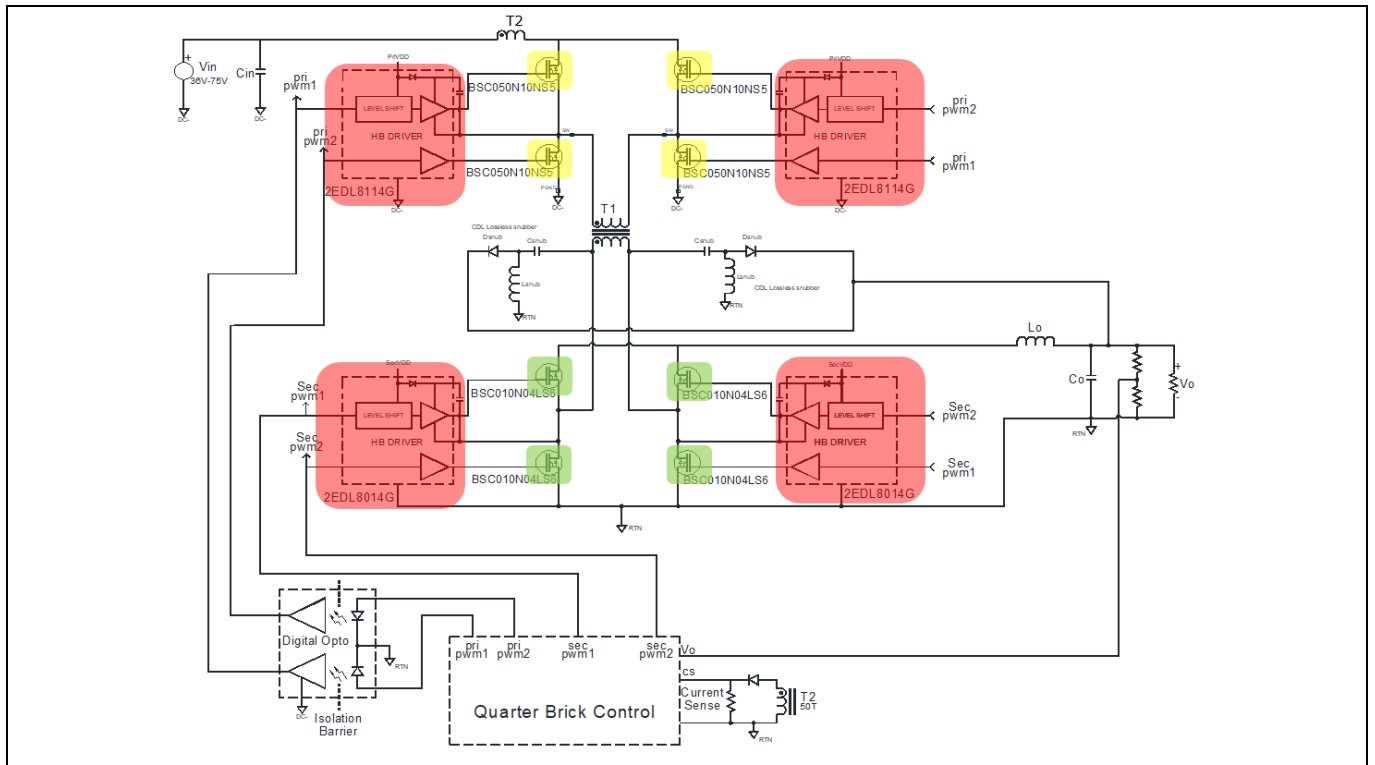 T2
Vin
36V-75V
Cin
DC-
DC-
pri
pwm1
pri
pwm2
PriVDD
LEVEL SHIFT
HB DRIVER
2EDL8114G
DC-
BSC050N10NS5
BSC050N10NS5
SW
PGND
DC-
BSC050N10NS5
BSC050N10NS5
SW
PGND
DC-
PriVDD
LEVEL SHIFT
HB DRIVER
2EDL8114G
DC-
pri
pwm2
pri
pwm1
T1
CDL Lossless snubber
Dsnub
Csnub
Lsnub
RTN
Csnub
Dsnub
Lsnub
CDL Lossless snubber
RTN
Lo
Co
+
Vo
-
RTN
Sec
pwm1
Sec
pwm2
SecVDD
LEVEL SHIFT
HB DRIVER
2EDL8014G
BSC010N04LS6
BSC010N04LS6
BSC010N04LS6
BSC010N04LS6
SecVDD
LEVEL SHIFT
HB DRIVER
2EDL8014G
Sec
pwm2
Sec
pwm1
RTN
Digital Opto
RTN
DC-
Isolation
Barrier
pri
pwm1
pri
pwm2
sec
pwm1
sec
pwm2
Vo
cs
Current
Sense
T2
50T
RTN
Quarter Brick Control